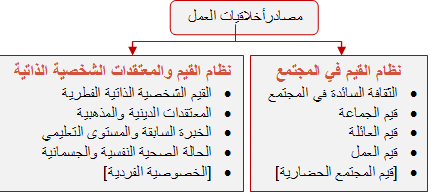 مصادر أخلاقيات العمل
نظام القيم في المجتمع
الثقافة السائدة في المجتمع
قيم الجماعة
قيم العائلة
قيم العمل
[قيم المجتمع الحضارية]
نظام القيم والمعتقدات الشخصية الذاتية
القيم الشخصية الذاتية الفطرية
المعتقدات الدينية والمذهبية
الخبرة السابقة والمستوى التعليمي
الحالة الصحية النفسية والجسمانية
[الخصوصية الفردية]